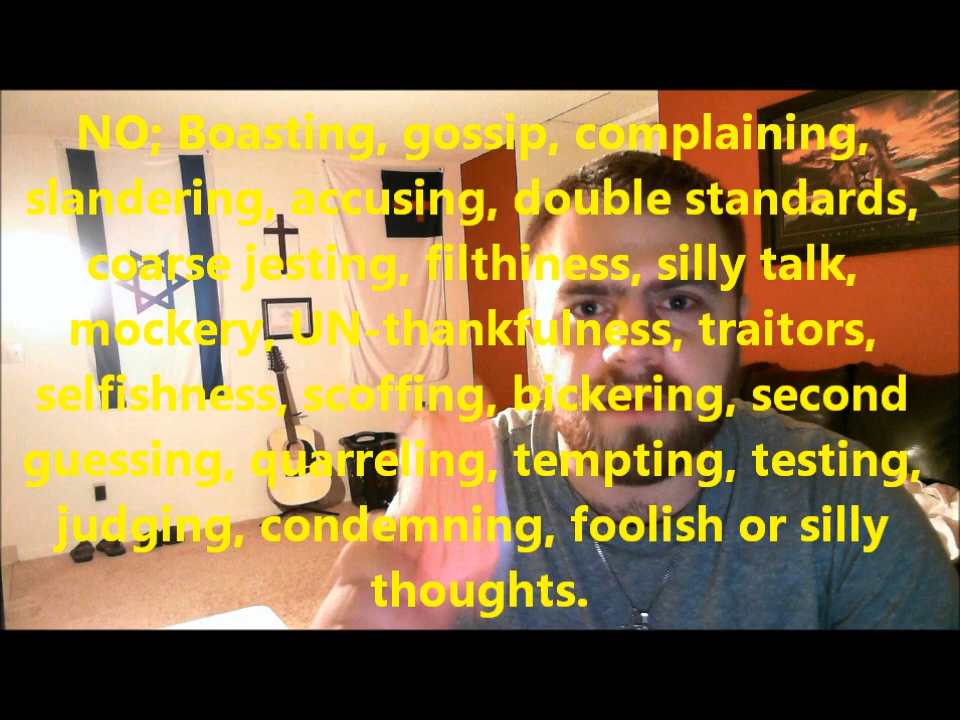 NO; Boasting, gossip, complaining,
slandering, accusing, double standards,
coarse jesting, filthiness, silly talk,
mockery, UN-thankfulness, traitors,
selfishness, scoffing, bickering, second
guessing, quarreling, tempting, testing,
judging, condemning, foolish or silly
thoughts.